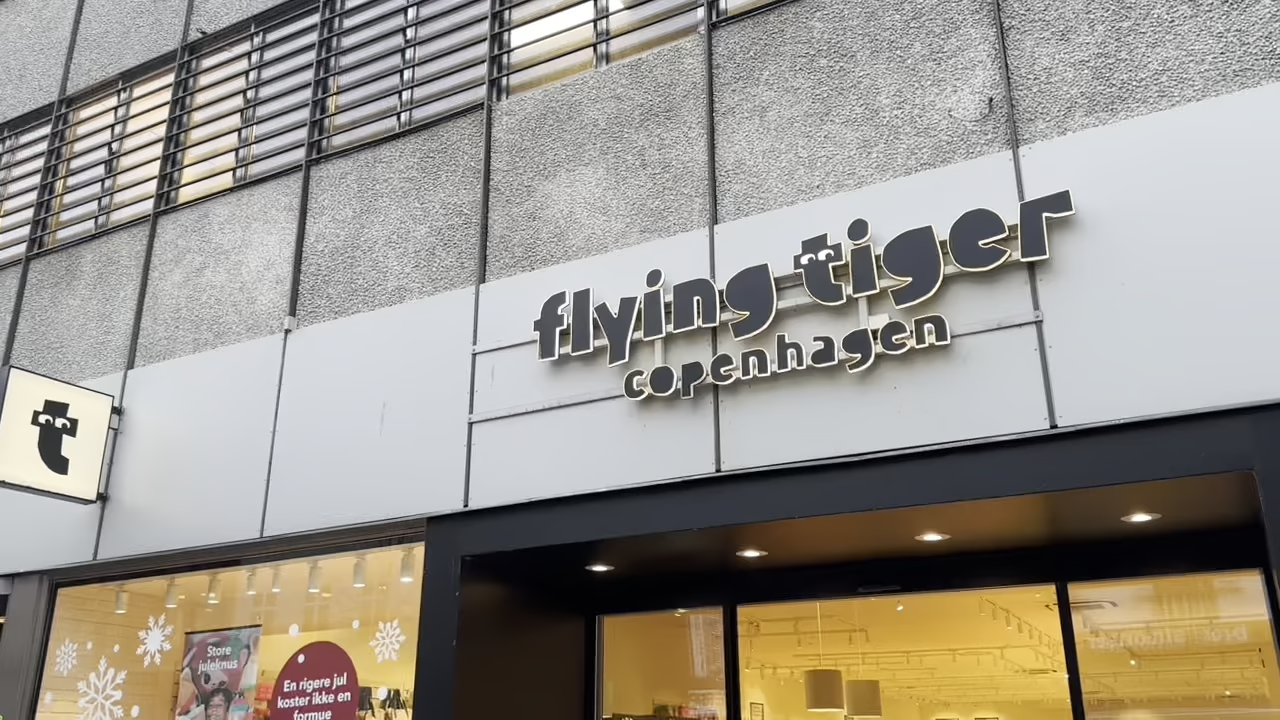 flying tiger
copenhagen
t
Store
juleknus
En rigere jul
koster ikke en
formue